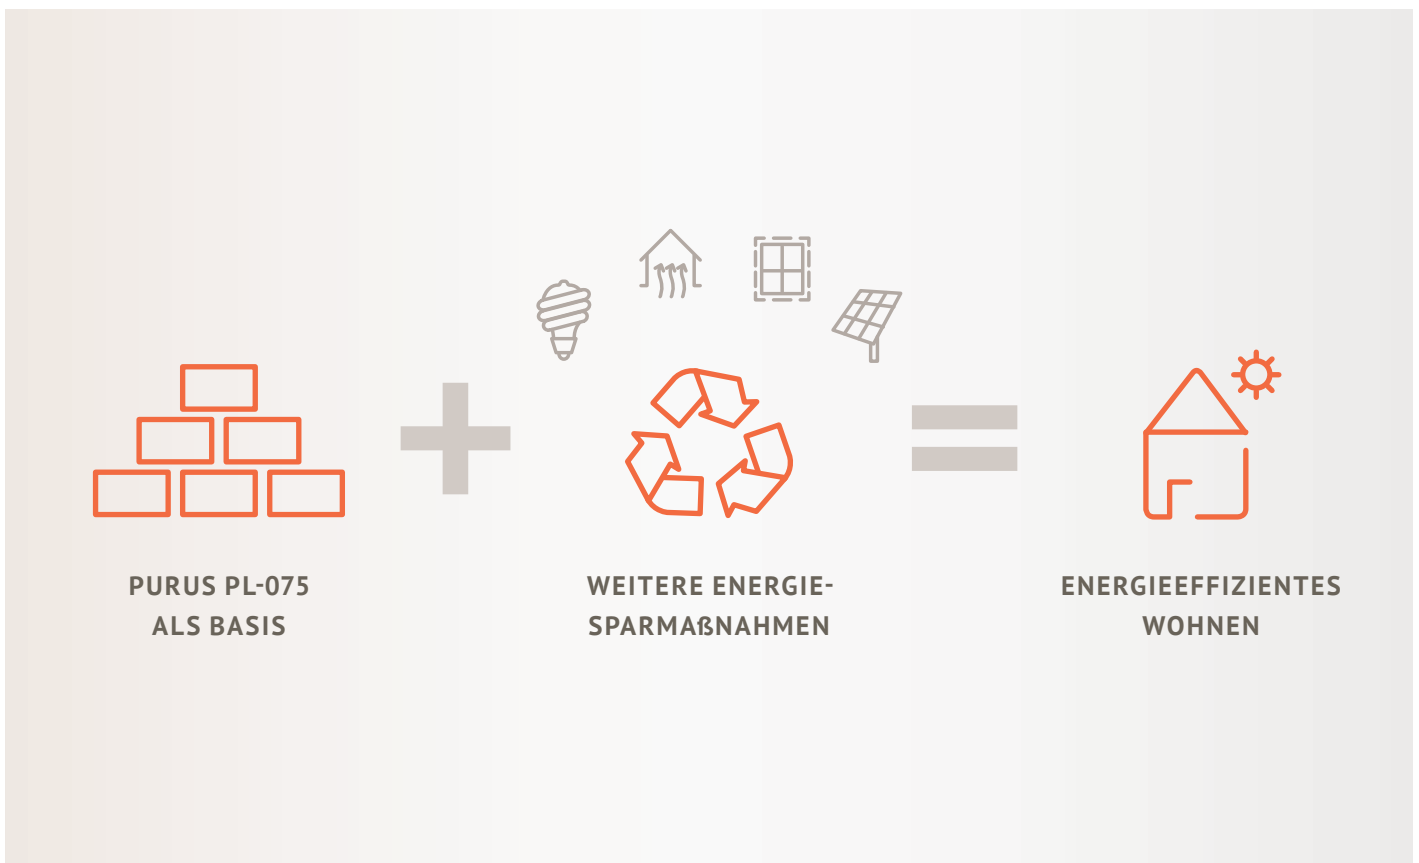 PURUS PL-075
ALS BASIS
WEITERE ENERGIE-
SPARMAßNAHMEN
ENERGIEEFFIZIENTES
WOHNEN